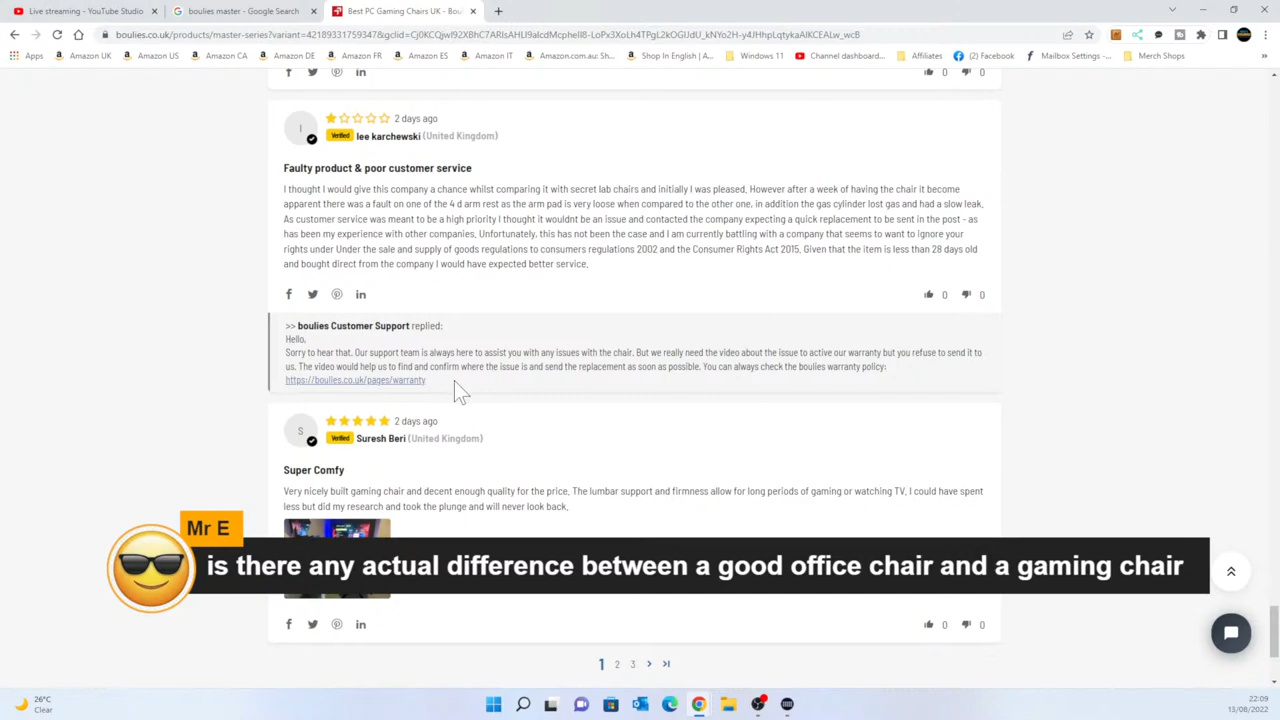 Live streaming - YouTube Studio
boulies master - Google Search
Best PC Gaming Chairs UK - Bou
boulies.co.uk/products/master-series?variant=42189331759347&gclid=Cj0KCQjwl92XBhC7ARIsAHLl9alcdMcphell8-LoPx3XoLh4TPgL2kOGlJdU_kNYo2H-y4JHhpLqtykaAlKCEALw_wcB
Apps Amazon UK Amazon US Amazon CA Amazon DE Amazon FR Amazon ES Amazon IT Amazon.com.au: Sh... Shop In English | A... Windows 11 Channel dashboard... Affiliates (2) Facebook Mailbox Settings -... Merch Shops
0 0
I
2 days ago
Verified lee karchewski (United Kingdom)
Faulty product & poor customer service
I thought I would give this company a chance whilst comparing it with secret lab chairs and initially I was pleased. However after a week of having the chair it become
apparent there was a fault on one of the 4 d arm rest as the arm pad is very loose when compared to the other one, in addition the gas cylinder lost gas and had a slow leak.
As customer service was meant to be a high priority I thought it wouldnt be an issue and contacted the company expecting a quick replacement to be sent in the post - as
has been my experience with other companies. Unfortunately, this has not been the case and I am currently battling with a company that seems to want to ignore your
rights under Under the sale and supply of goods regulations to consumers regulations 2002 and the Consumer Rights Act 2015. Given that the item is less than 28 days old
and bought direct from the company I would have expected better service.
0 0
>> boulies Customer Support replied:
Hello,
Sorry to hear that. Our support team is always here to assist you with any issues with the chair. But we really need the video about the issue to active our warranty but you refuse to send it to
us. The video would help us to find and confirm where the issue is and send the replacement as soon as possible. You can always check the boulies warranty policy:
https://boulies.co.uk/pages/warranty
S
2 days ago
Verified Suresh Beri (United Kingdom)
Super Comfy
Very nicely built gaming chair and decent enough quality for the price. The lumbar support and firmness allow for long periods of gaming or watching TV. I could have spent
less but did my research and took the plunge and will never look back.
Mr E
is there any actual difference between a good office chair and a gaming chair
0 0
1 2 3
26°C
Clear
22:09
13/08/2022